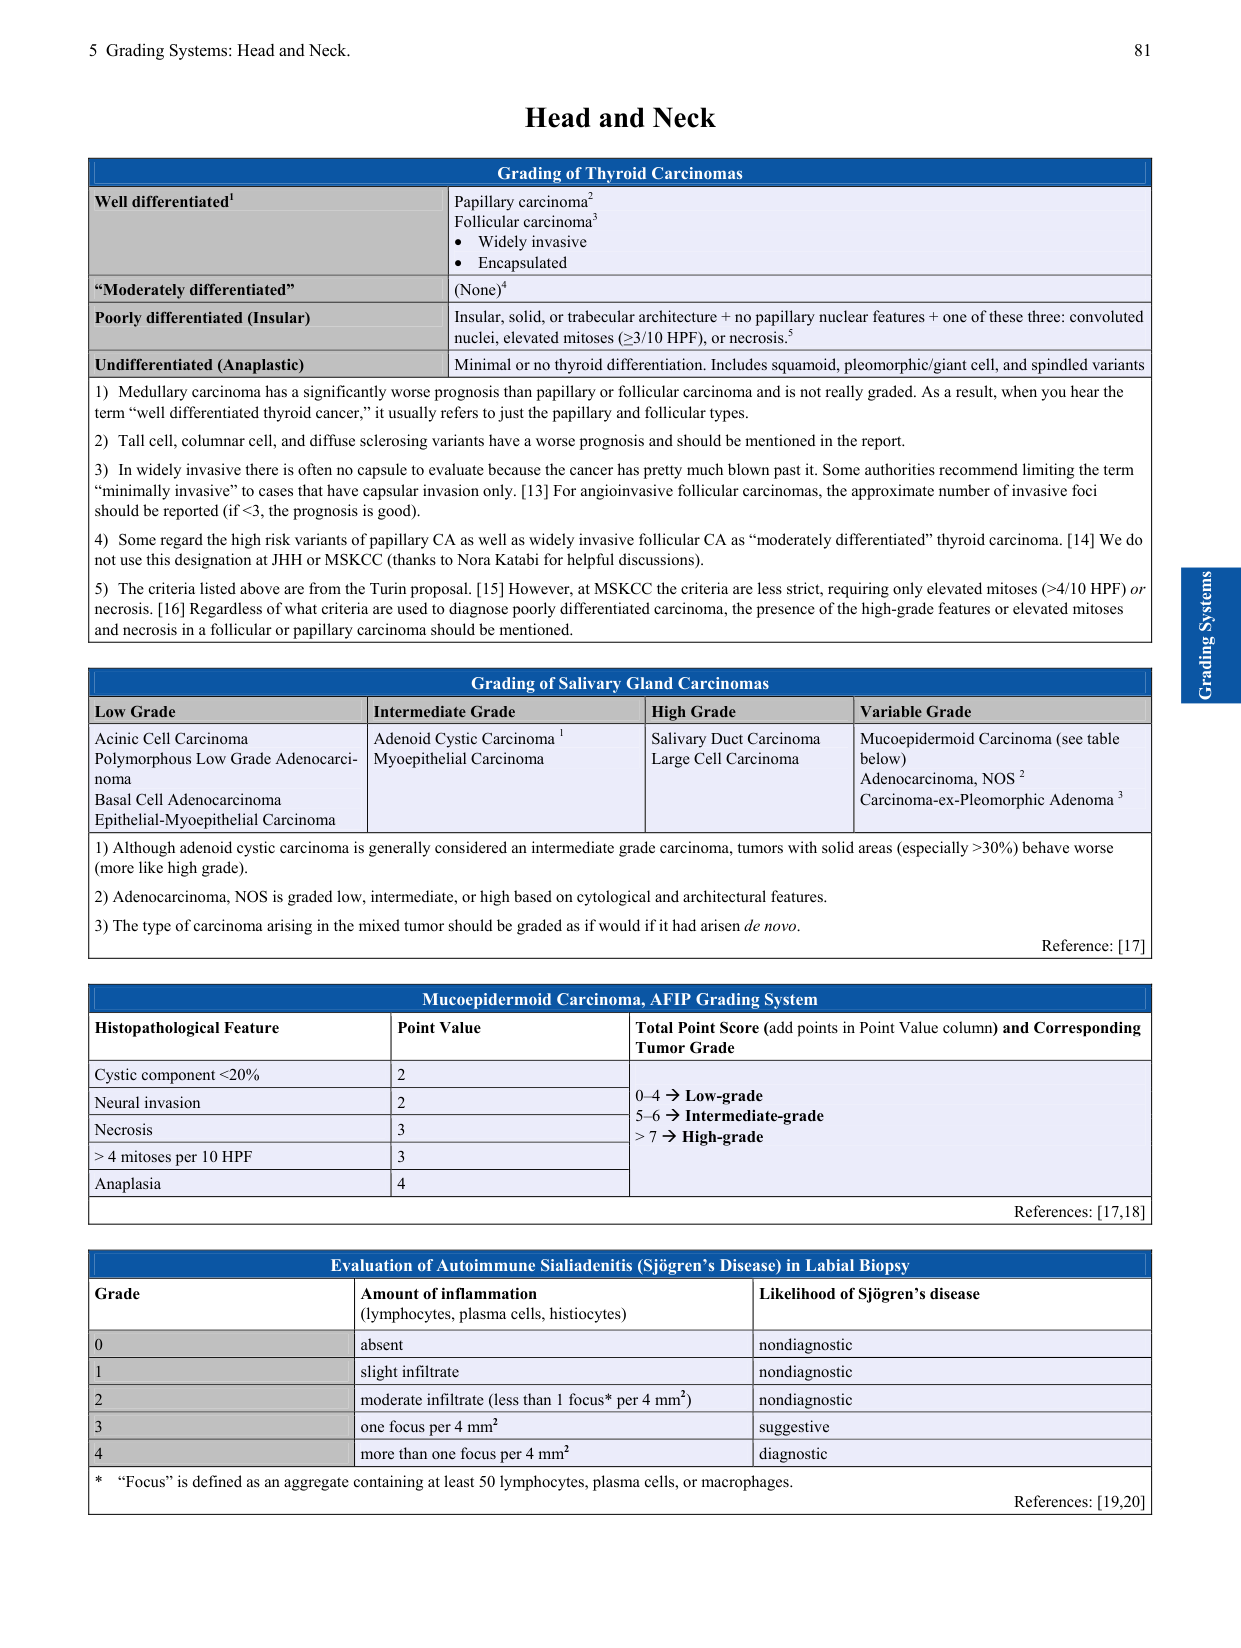 5 Grading Systems: Head and Neck.
81
Head and Neck
Grading of Thyroid Carcinomas
Well differentiated1
Papillary carcinoma2
Follicular carcinoma3
• Widely invasive
• Encapsulated
“Moderately differentiated”
(None)4
Poorly differentiated (Insular)
Insular, solid, or trabecular architecture + no papillary nuclear features + one of these three: convoluted
nuclei, elevated mitoses (≥3/10 HPF), or necrosis.5
Undifferentiated (Anaplastic)
Minimal or no thyroid differentiation. Includes squamoid, pleomorphic/giant cell, and spindled variants
1) Medullary carcinoma has a significantly worse prognosis than papillary or follicular carcinoma and is not really graded. As a result, when you hear the
term “well differentiated thyroid cancer,” it usually refers to just the papillary and follicular types.
2) Tall cell, columnar cell, and diffuse sclerosing variants have a worse prognosis and should be mentioned in the report.
3) In widely invasive there is often no capsule to evaluate because the cancer has pretty much blown past it. Some authorities recommend limiting the term
“minimally invasive” to cases that have capsular invasion only. [13] For angioinvasive follicular carcinomas, the approximate number of invasive foci
should be reported (if <3, the prognosis is good).
4) Some regard the high risk variants of papillary CA as well as widely invasive follicular CA as “moderately differentiated” thyroid carcinoma. [14] We do
not use this designation at JHH or MSKCC (thanks to Nora Katabi for helpful discussions).
5) The criteria listed above are from the Turin proposal. [15] However, at MSKCC the criteria are less strict, requiring only elevated mitoses (>4/10 HPF) or
necrosis. [16] Regardless of what criteria are used to diagnose poorly differentiated carcinoma, the presence of the high-grade features or elevated mitoses
and necrosis in a follicular or papillary carcinoma should be mentioned.
Grading Systems
Grading of Salivary Gland Carcinomas
Low Grade
Intermediate Grade
High Grade
Variable Grade
Acinic Cell Carcinoma
Polymorphous Low Grade Adenocarci-
noma
Basal Cell Adenocarcinoma
Epithelial-Myoepithelial Carcinoma
Adenoid Cystic Carcinoma 1
Myoepithelial Carcinoma
Salivary Duct Carcinoma
Large Cell Carcinoma
Mucoepidermoid Carcinoma (see table
below)
Adenocarcinoma, NOS 2
Carcinoma-ex-Pleomorphic Adenoma 3
1) Although adenoid cystic carcinoma is generally considered an intermediate grade carcinoma, tumors with solid areas (especially >30%) behave worse
(more like high grade).
2) Adenocarcinoma, NOS is graded low, intermediate, or high based on cytological and architectural features.
3) The type of carcinoma arising in the mixed tumor should be graded as if would if it had arisen de novo.
Reference: [17]
Mucoepidermoid Carcinoma, AFIP Grading System
Histopathological Feature
Point Value
Total Point Score (add points in Point Value column) and Corresponding
Tumor Grade
Cystic component <20%
2
Neural invasion
2
Necrosis
3
> 4 mitoses per 10 HPF
3
Anaplasia
4
0–4 → Low-grade
5–6 → Intermediate-grade
> 7 → High-grade
References: [17,18]
Evaluation of Autoimmune Sialiadenitis (Sjögren’s Disease) in Labial Biopsy
Grade
Amount of inflammation
(lymphocytes, plasma cells, histiocytes)
Likelihood of Sjögren’s disease
0
absent
nondiagnostic
1
slight infiltrate
nondiagnostic
2
moderate infiltrate (less than 1 focus* per 4 mm2)
nondiagnostic
3
one focus per 4 mm2
suggestive
4
more than one focus per 4 mm2
diagnostic
* “Focus” is defined as an aggregate containing at least 50 lymphocytes, plasma cells, or macrophages.
References: [19,20]